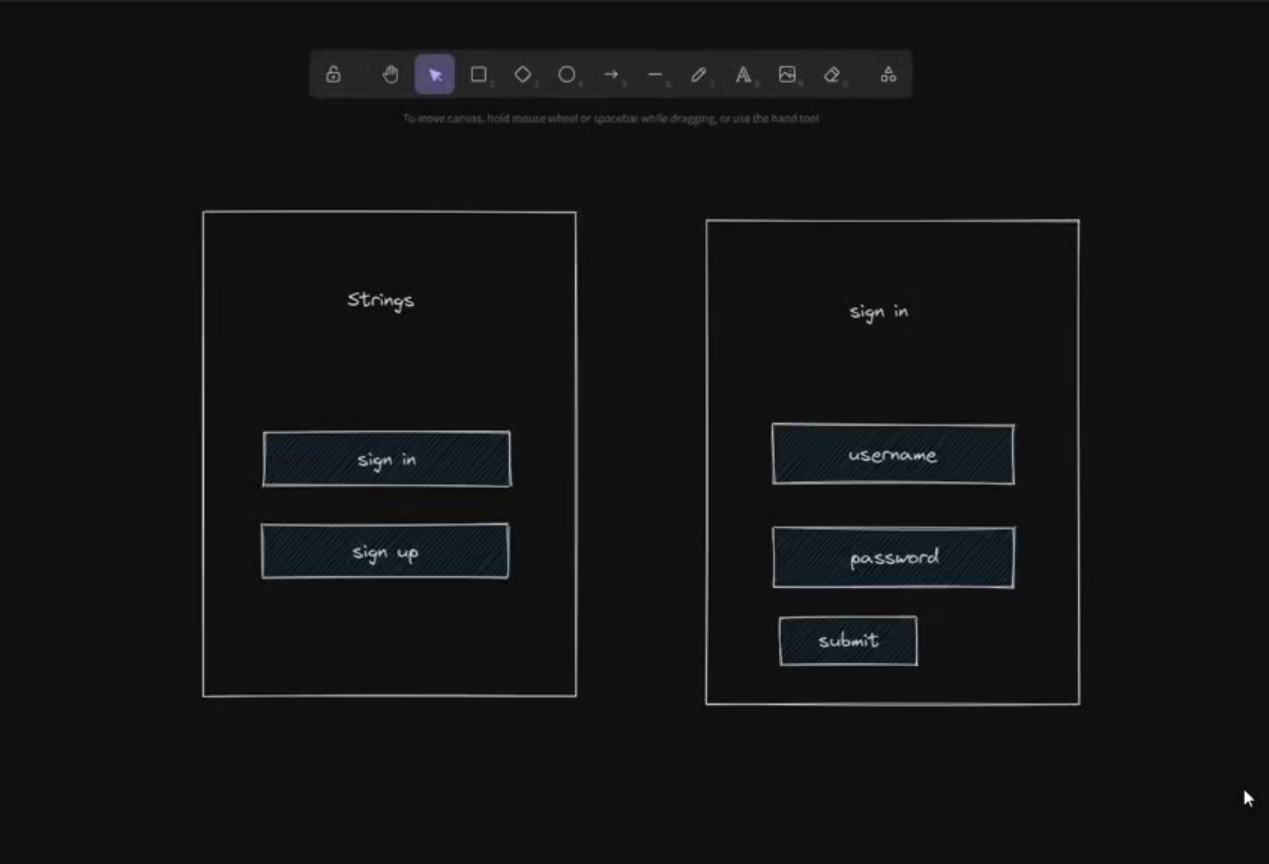 To move canvas, hold mouse wheel or spacebar while dragging, or use the hand tool
Strings
sign in
sign up
sign in
username
password
submit